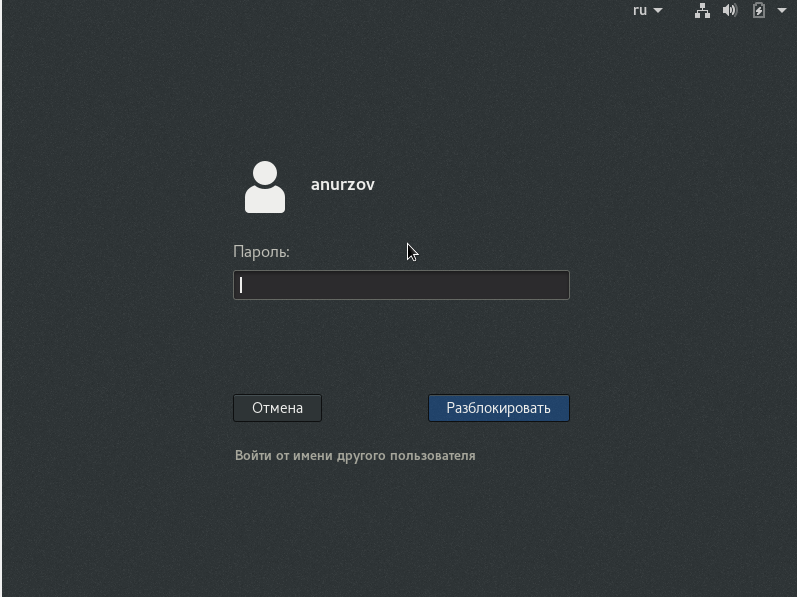 ru
anurzov
Пароль:
Отмена
Разблокировать
Войти от имени другого пользователя